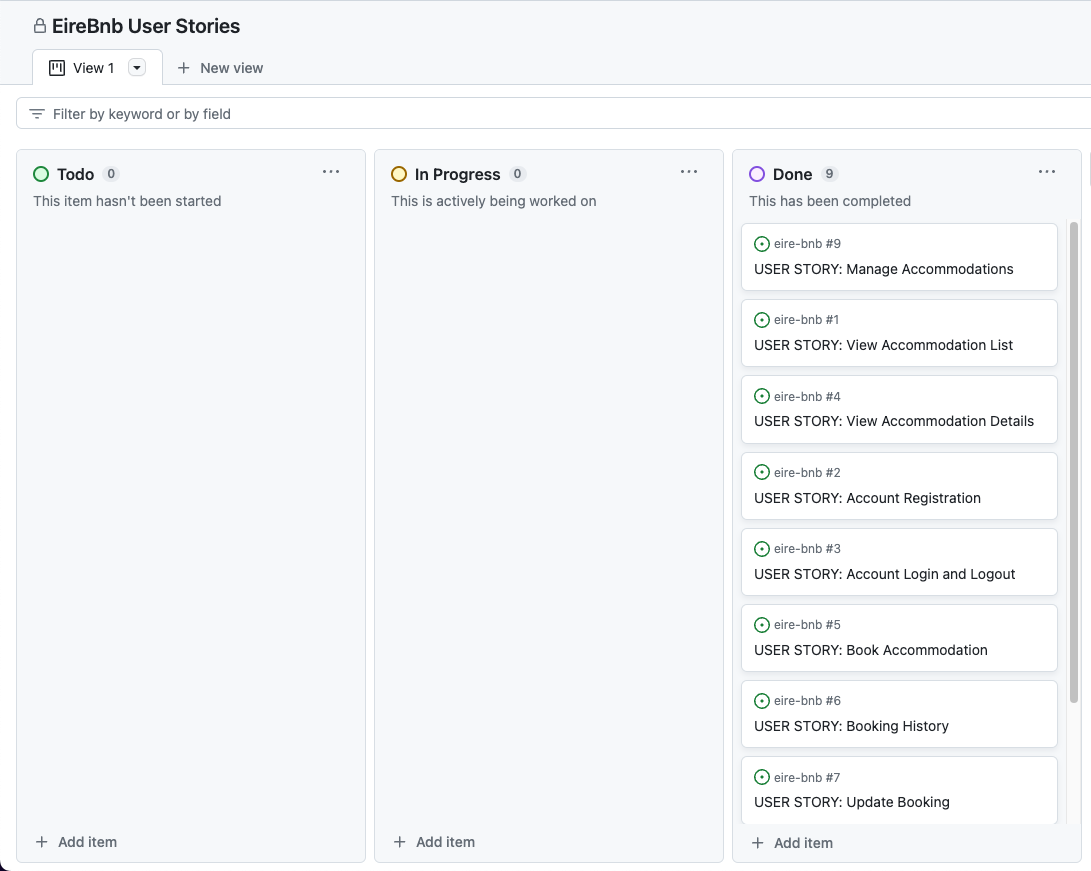 EireBnb User Stories
View 1
New view
Filter by keyword or by field
Todo 0
This item hasn't been started
Add item
In Progress 0
This is actively being worked on
Add item
Done 9
This has been completed
eire-bnb #9
USER STORY: Manage Accommodations
eire-bnb #1
USER STORY: View Accommodation List
eire-bnb #4
USER STORY: View Accommodation Details
eire-bnb #2
USER STORY: Account Registration
eire-bnb #3
USER STORY: Account Login and Logout
eire-bnb #5
USER STORY: Book Accommodation
eire-bnb #6
USER STORY: Booking History
eire-bnb #7
USER STORY: Update Booking
Add item